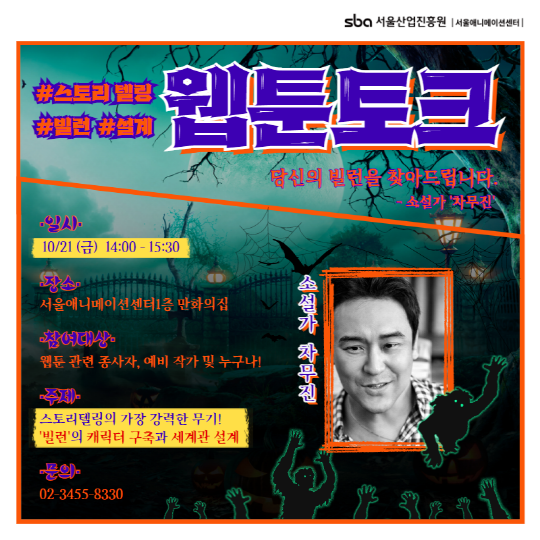 sba 서울산업진흥원 | 서울애니메이션센터 |
#스토리텔링
#빌런 #설계
웹툰토크
당신의 빌런을 찾아드립니다.
- 소설가 '차무진'
·일시·
10/21 (금) 14:00 - 15:30
·장소·
서울애니메이션센터1층 만화의집
·참여대상·
웹툰 관련 종사자, 예비 작가 및 누구나!
·주제·
스토리텔링의 가장 강력한 무기!
'빌런'의 캐릭터 구축과 세계관 설계
·문의·
02-3455-8330
소설가 차무진